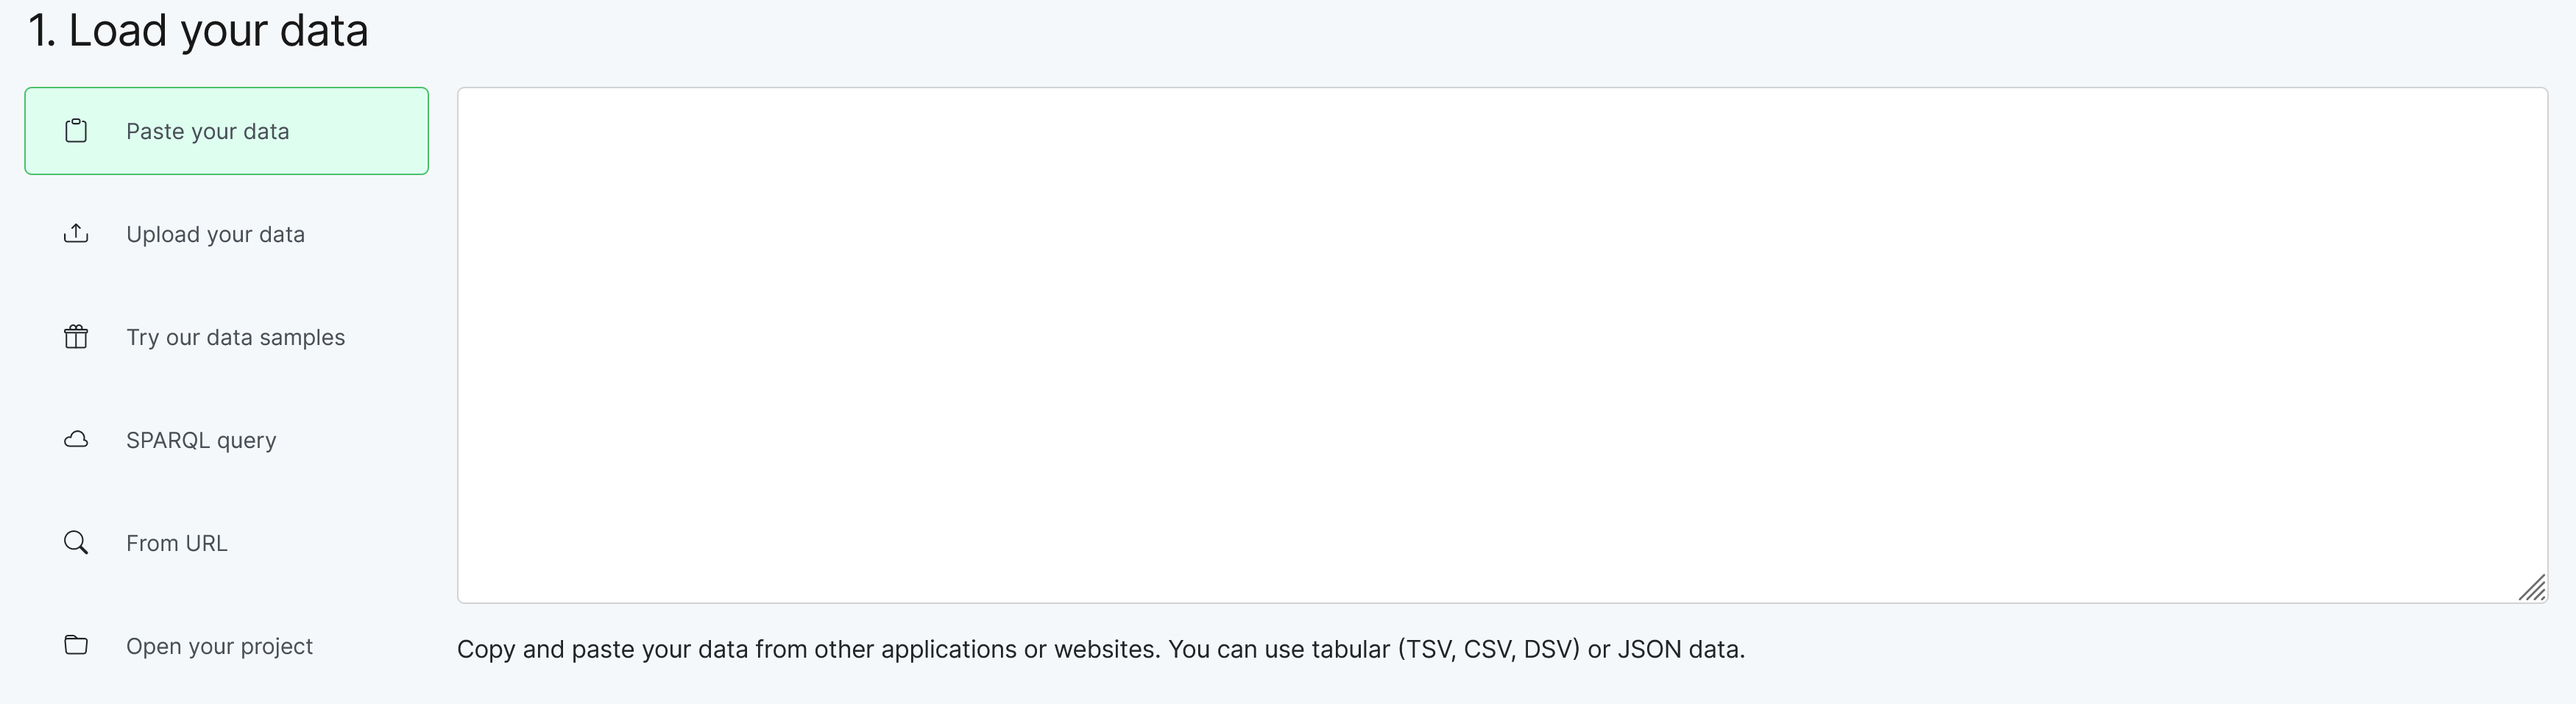 1. Load your data
Paste your data
Upload your data
Try our data samples
SPARQL query
From URL
Open your project
Copy and paste your data from other applications or websites. You can use tabular (TSV, CSV, DSV) or JSON data.